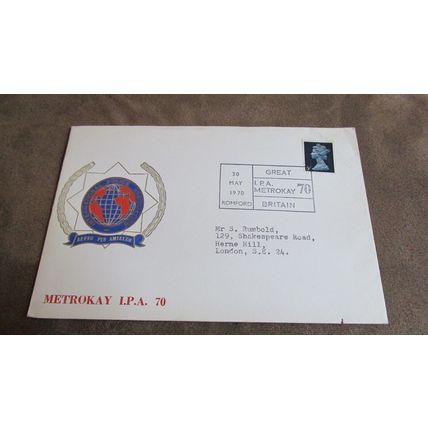 30
MAY
1970
ROMFORD
GREAT
I.P.A.
METROKAY 70
BRITAIN
SERVO PER AMIKECO
Mr S. Rumbold,
129, Shakespeare Road,
Herne Hill,
London, S.E. 24.
METROKAY I.P.A. 70